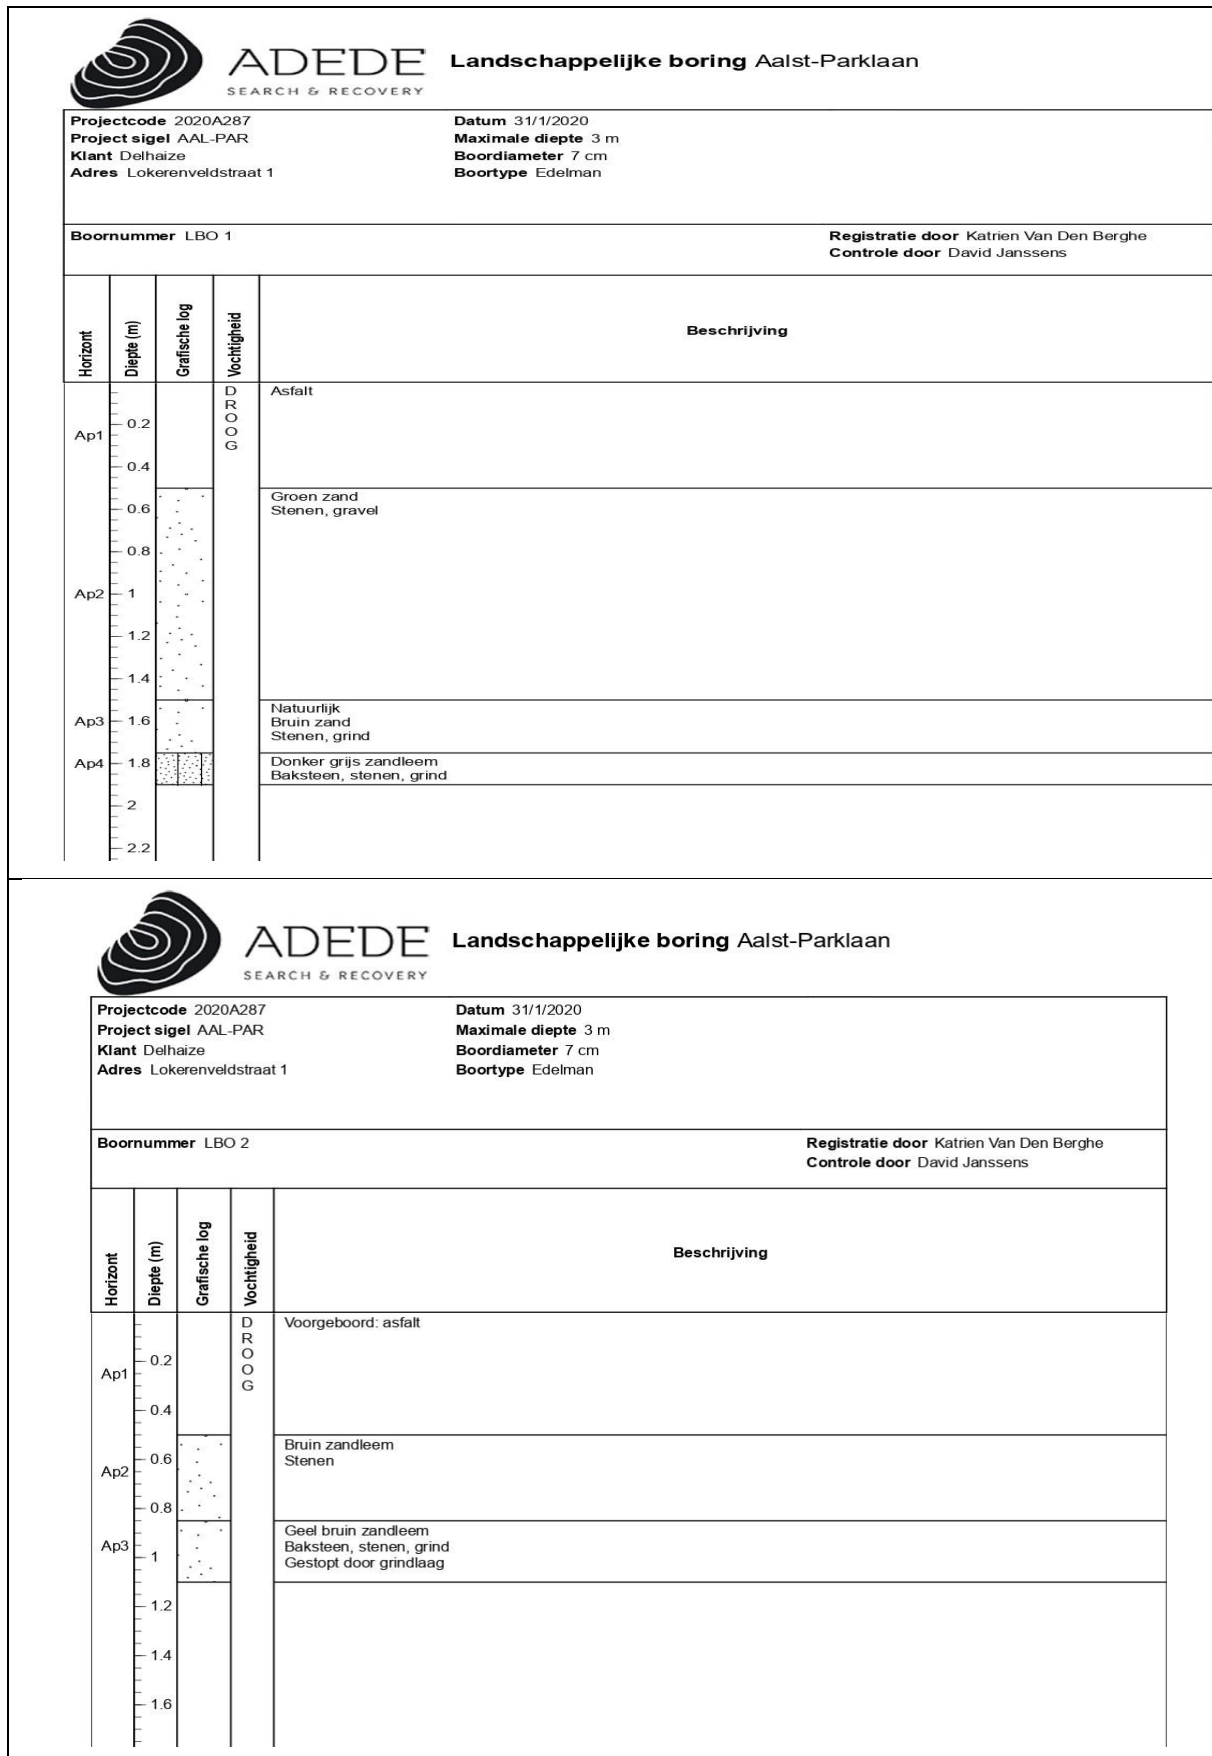 ADEDE
SEARCH & RECOVERY
Landschappelijke boring Aalst-Parklaan
Projectcode 2020A287
Project sigel AAL-PAR
Klant Delhaize
Adres Lokerenveldstraat 1
Datum 31/1/2020
Maximale diepte 3 m
Boordiameter 7 cm
Boortype Edelman
Boornummer LBO 1
Registratie door Katrien Van Den Berghe
Controle door David Janssens
Horizont
Diepte (m)
Grafische log
Vochtigheid
Beschrijving
DROOG
Asfalt
0.2
Ap1
0.4
Groen zand
Stenen, gravel
0.6
0.8
Ap2
1
1.2
1.4
Natuurlijk
Bruin zand
Stenen, grind
Ap3
1.6
Donker grijs zandleem
Baksteen, stenen, grind
Ap4
1.8
2
2.2
ADEDE
SEARCH & RECOVERY
Landschappelijke boring Aalst-Parklaan
Projectcode 2020A287
Project sigel AAL-PAR
Klant Delhaize
Adres Lokerenveldstraat 1
Datum 31/1/2020
Maximale diepte 3 m
Boordiameter 7 cm
Boortype Edelman
Boornummer LBO 2
Registratie door Katrien Van Den Berghe
Controle door David Janssens
Horizont
Diepte (m)
Grafische log
Vochtigheid
Beschrijving
DROOG
Voorgeboord: asfalt
0.2
Ap1
0.4
Bruin zandleem
Stenen
0.6
Ap2
0.8
Geel bruin zandleem
Baksteen, stenen, grind
Gestopt door grindlaag
Ap3
1
1.2
1.4
1.6